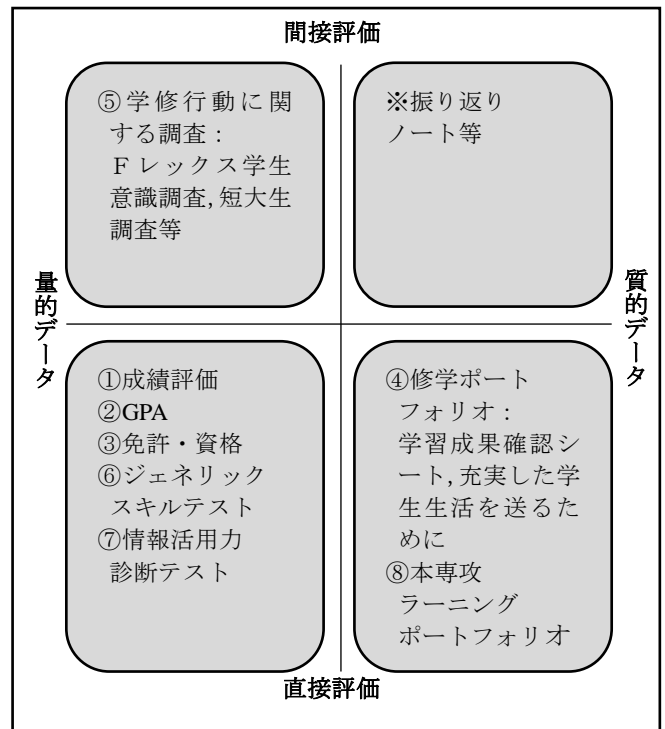 間接評価
⑤学修行動に関
する調査：
Ｆレックス学生
意識調査,短大生
調査等
※振り返り
ノート等
量的データ
質的データ
①成績評価
②GPA
③免許・資格
⑥ジェネリック
スキルテスト
⑦情報活用力
診断テスト
④修学ポート
フォリオ：
学習成果確認シ
ート,充実した学
生生活を送るた
めに
⑧本専攻
ラーニング
ポートフォリオ
直接評価